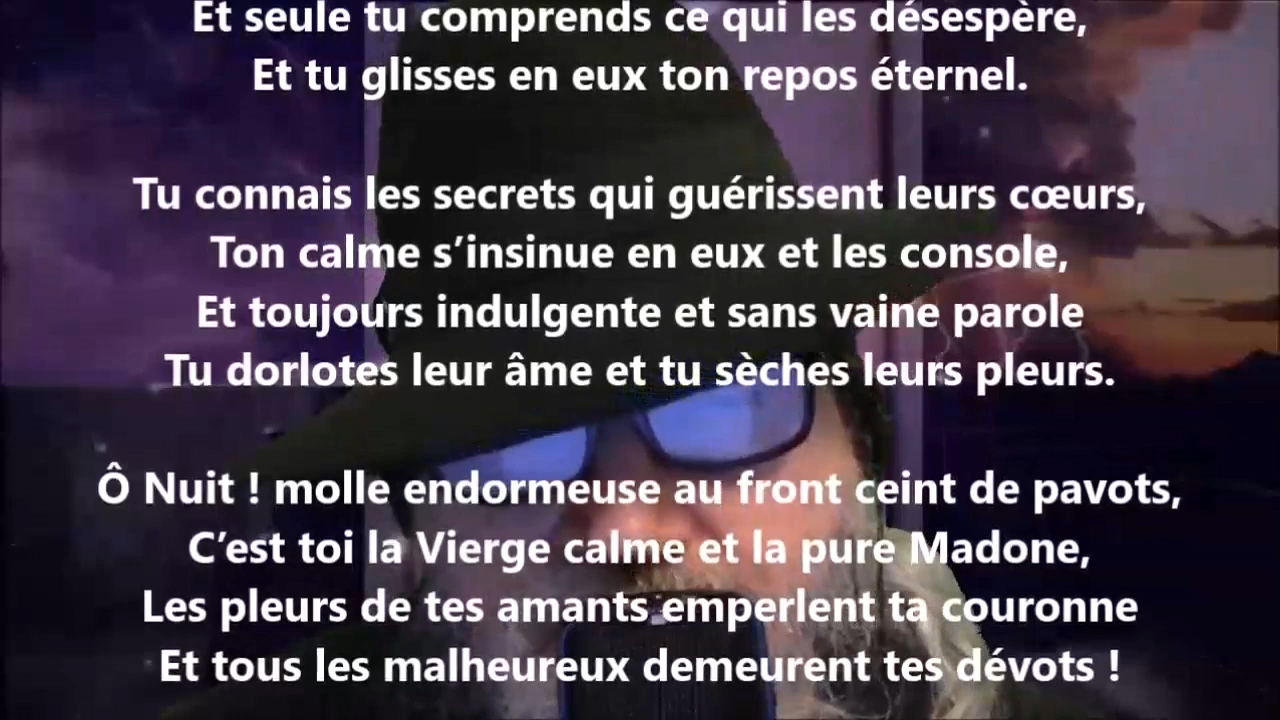 Et seule tu comprends ce qui les désespère,
Et tu glisses en eux ton repos éternel.
Tu connais les secrets qui guérissent leurs cœurs,
Ton calme s’insinue en eux et les console,
Et toujours indulgente et sans vaine parole
Tu dorlotes leur âme et tu sèches leurs pleurs.
Ô Nuit ! molle endormeuse au front ceint de pavots,
C’est toi la Vierge calme et la pure Madone,
Les pleurs de tes amants emperlent ta couronne
Et tous les malheureux demeurent tes dévots !